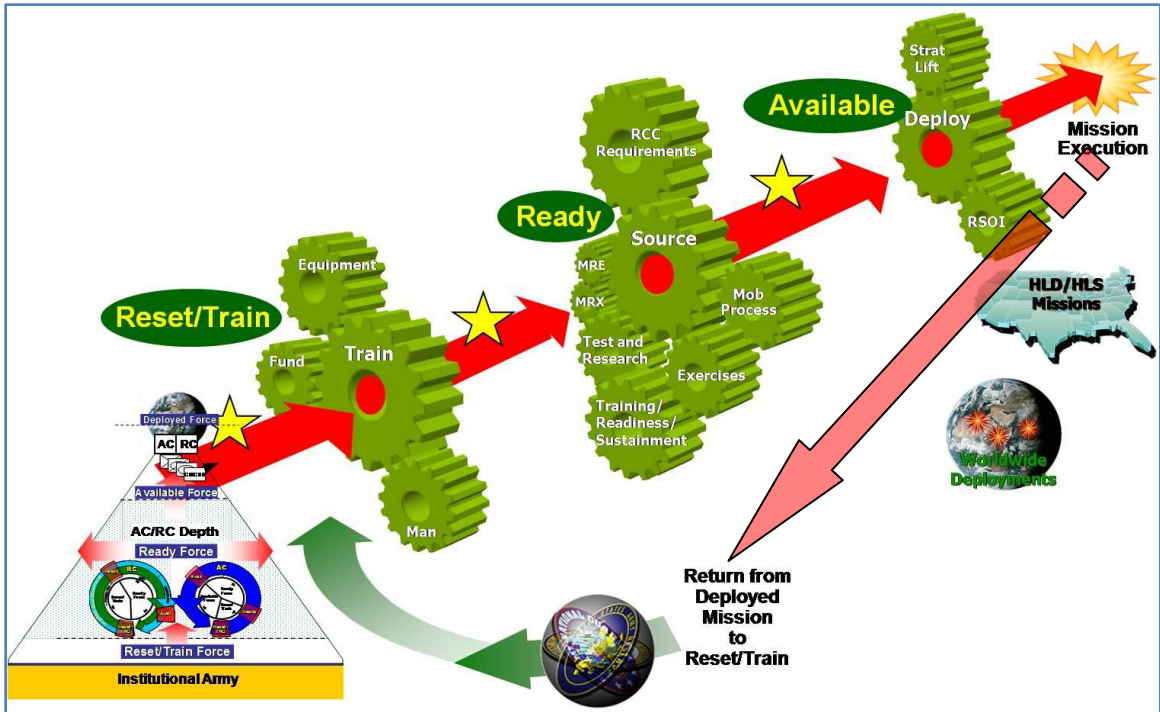 Strat
Lift
Available
Deploy
Mission
Execution
RCC
Requirements
Ready
RSOI
Source
MRE
Equipment
HLD/HLS
Missions
MRX
Mob
Process
Reset/Train
Train
Test and
Research
Fund
Exercises
Training/
Readiness/
Sustainment
Deployed Force
AC RC
Worldwide
Deployments
Available Force
AC/RC Depth
Man
Ready Force
RC
AC
Return from
Deployed
Mission
to
Reset/Train
Reset/Train Force
Institutional Army